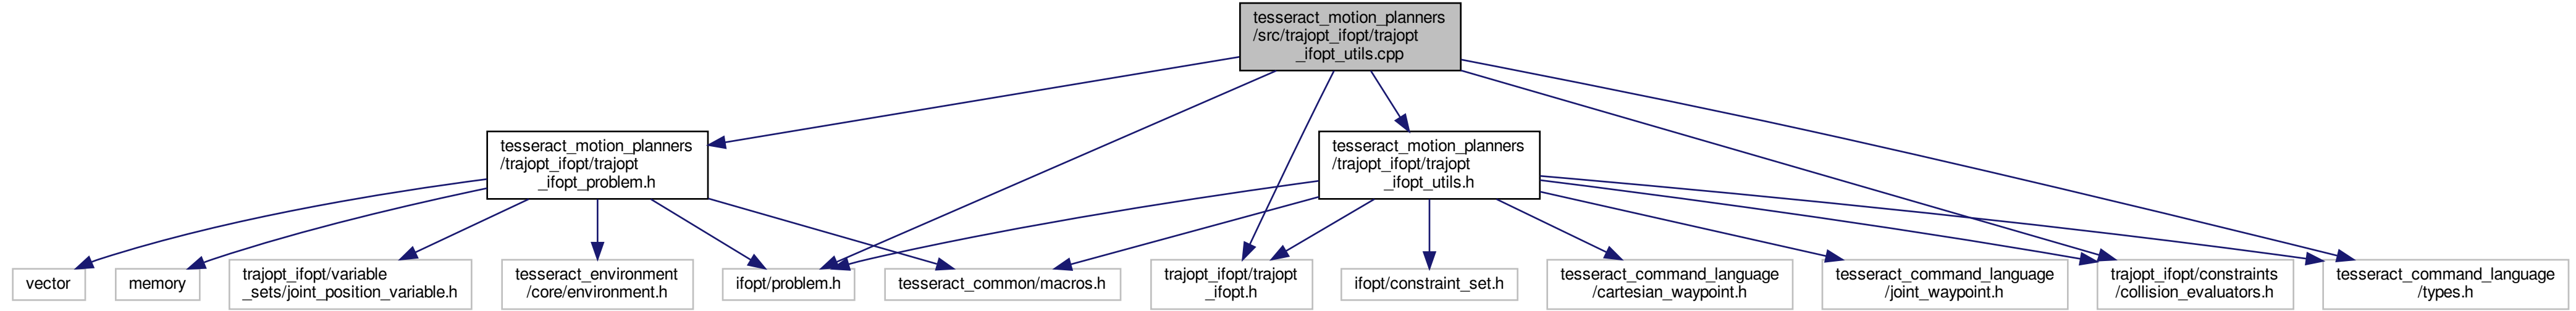 tesseract_motion_planners
/src/trajopt_ifopt/trajopt
_ifopt_utils.cpp
tesseract_motion_planners
/trajopt_ifopt/trajopt
_ifopt_problem.h
tesseract_motion_planners
/trajopt_ifopt/trajopt
_ifopt_utils.h
vector
memory
trajopt_ifopt/variable
_sets/joint_position_variable.h
tesseract_environment
/core/environment.h
ifopt/problem.h
tesseract_common/macros.h
trajopt_ifopt/trajopt
_ifopt.h
ifopt/constraint_set.h
tesseract_command_language
/cartesian_waypoint.h
tesseract_command_language
/joint_waypoint.h
trajopt_ifopt/constraints
/collision_evaluators.h
tesseract_command_language
/types.h